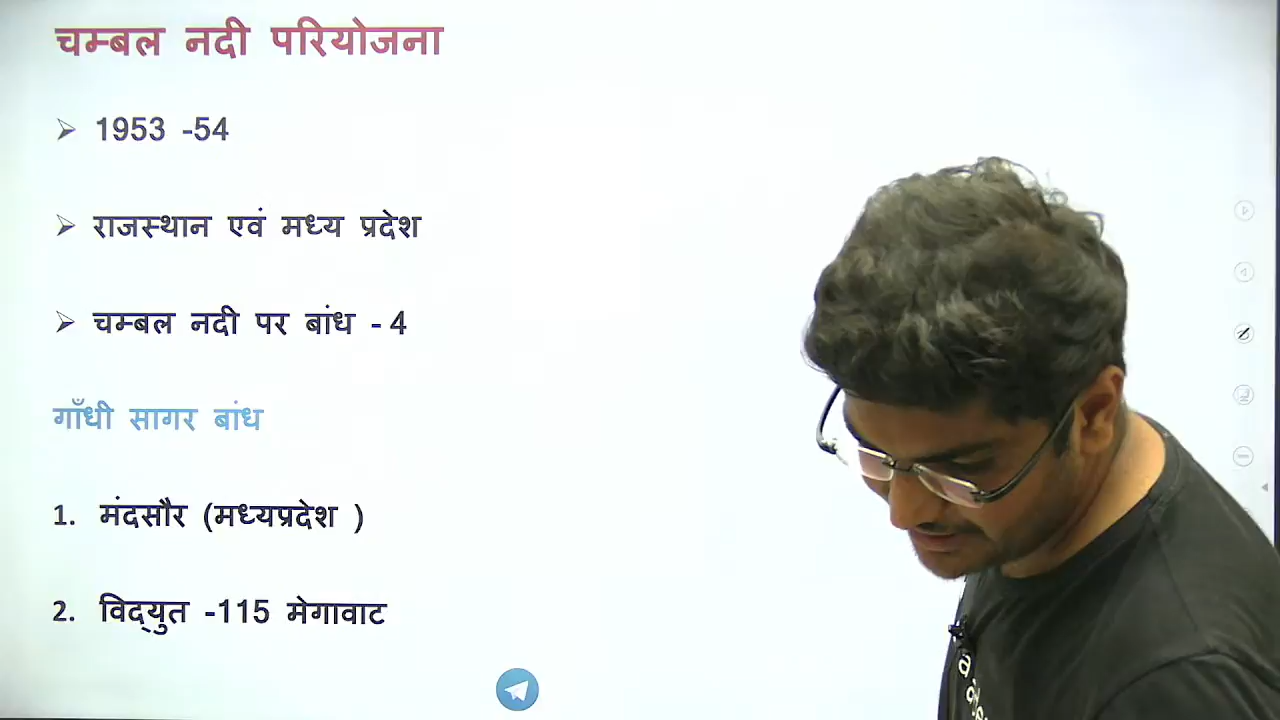 चम्बल नदी परियोजना
➢ 1953 -54
➢ राजस्थान एवं मध्य प्रदेश
➢ चम्बल नदी पर बांध - 4
गाँधी सागर बांध
1. मंदसौर (मध्यप्रदेश )
2. विद्युत -115 मेगावाट